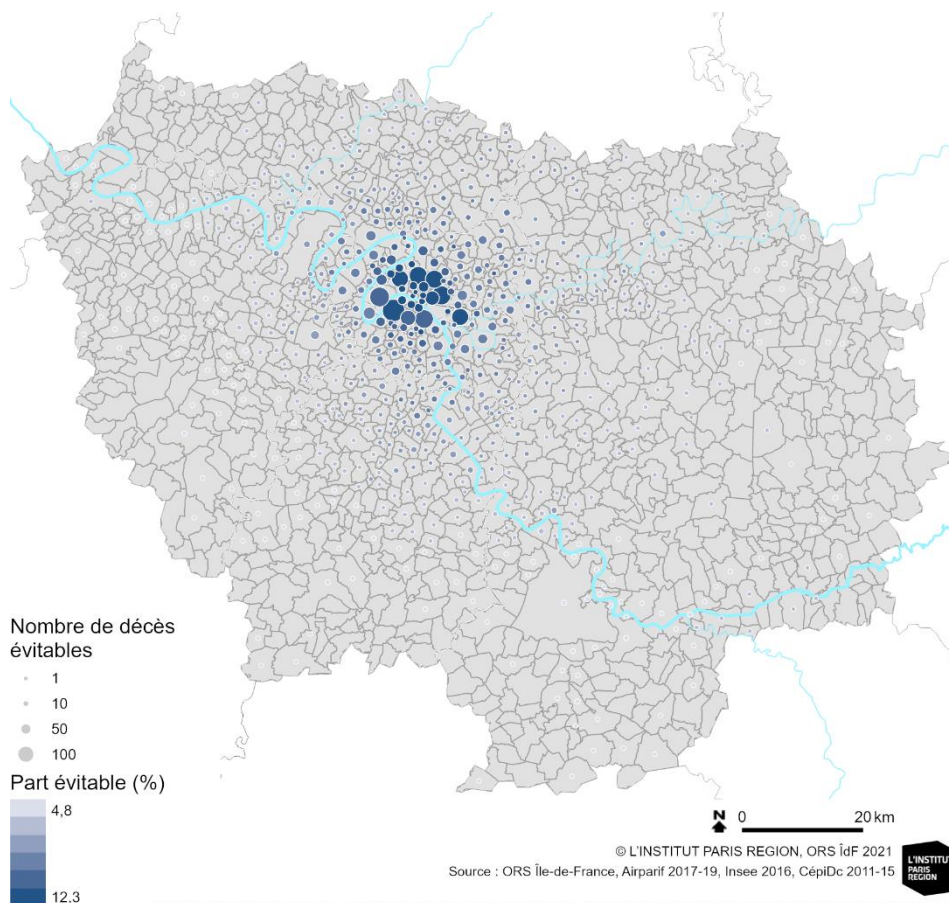 Nombre de décès
évitables
1
10
50
100
Part évitable (%)
4,8
12,3
N
0 20 km
© L'INSTITUT PARIS REGION, ORS ÎdF 2021
Source : ORS Île-de-France, Airparif 2017-19, Insee 2016, CépiDc 2011-15
L'INSTITUT
PARIS
REGION